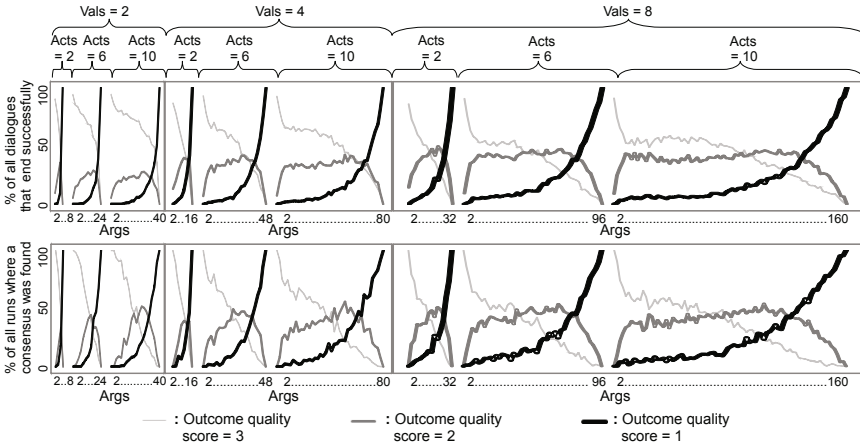 Vals = 2 Vals = 4 Vals = 8
Acts Acts Acts Acts Acts Acts Acts Acts Acts
= 2 = 6 = 10 = 2 = 6 = 10 = 2 = 6 = 10
% of all dialogues
that end successfully
100
50
0
2..8 2...24 2...........40 2..16 2............48 2......................80 2......32 2..............................96 2.....................................................160
Args Args Args
% of all runs where a
consensus was found
100
50
0
2..8 2...24 2...........40 2..16 2............48 2......................80 2......32 2..............................96 2.....................................................160
Args Args Args
: Outcome quality score = 3
: Outcome quality score = 2
: Outcome quality score = 1